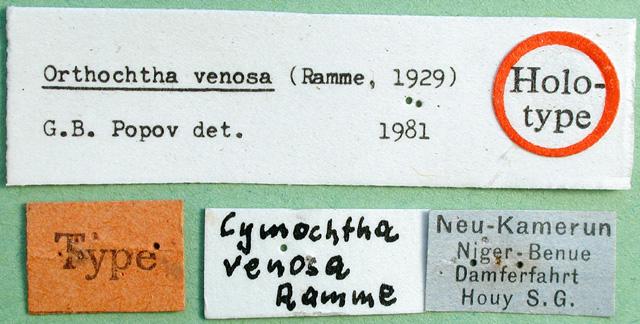 Orthochtha venosa (Ramme, 1929)
G.B. Popov det. 1981
Holo-
type
Type
Cymochtha
venosa
Ramme
Neu-Kamerun
Niger-Benue
Damferfahrt
Houy S.G.